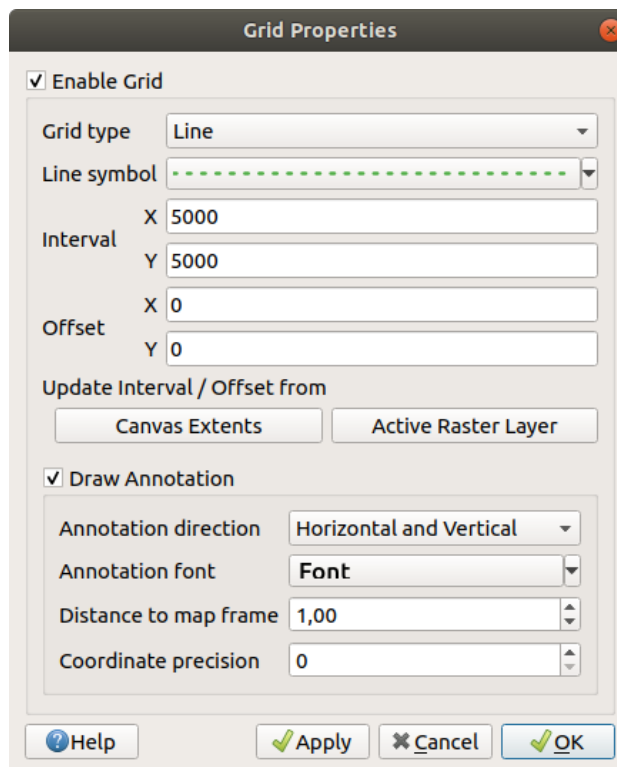 Grid Properties
Enable Grid
Grid type Line
Line symbol
Interval X 5000
Y 5000
Offset X 0
Y 0
Update Interval / Offset from
Canvas Extents Active Raster Layer
Draw Annotation
Annotation direction Horizontal and Vertical
Annotation font Font
Distance to map frame 1,00
Coordinate precision 0
Help Apply Cancel OK